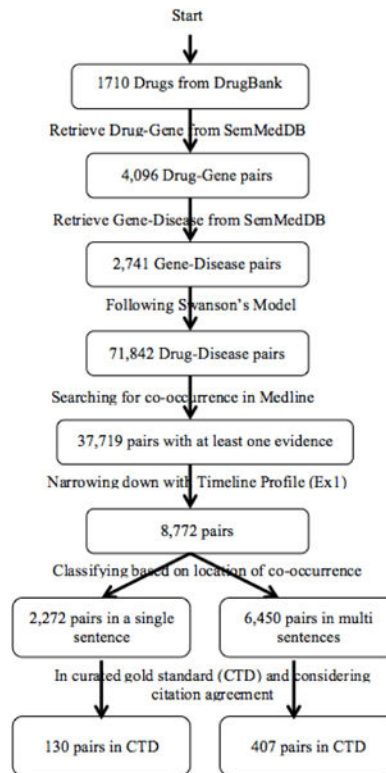 Start
1710 Drugs from DrugBank
Retrieve Drug-Gene from SemMedDB
4,096 Drug-Gene pairs
Retrieve Gene-Disease from SemMedDB
2,741 Gene-Disease pairs
Following Swanson's Model
71,842 Drug-Disease pairs
Searching for co-occurrence in Medline
37,719 pairs with at least one evidence
Narrowing down with Timeline Profile (Ex1)
8,772 pairs
Classifying based on location of co-occurrence
2,272 pairs in a single
sentence
6,450 pairs in multi
sentences
In curated gold standard (CTD) and considering
citation agreement
130 pairs in CTD
407 pairs in CTD